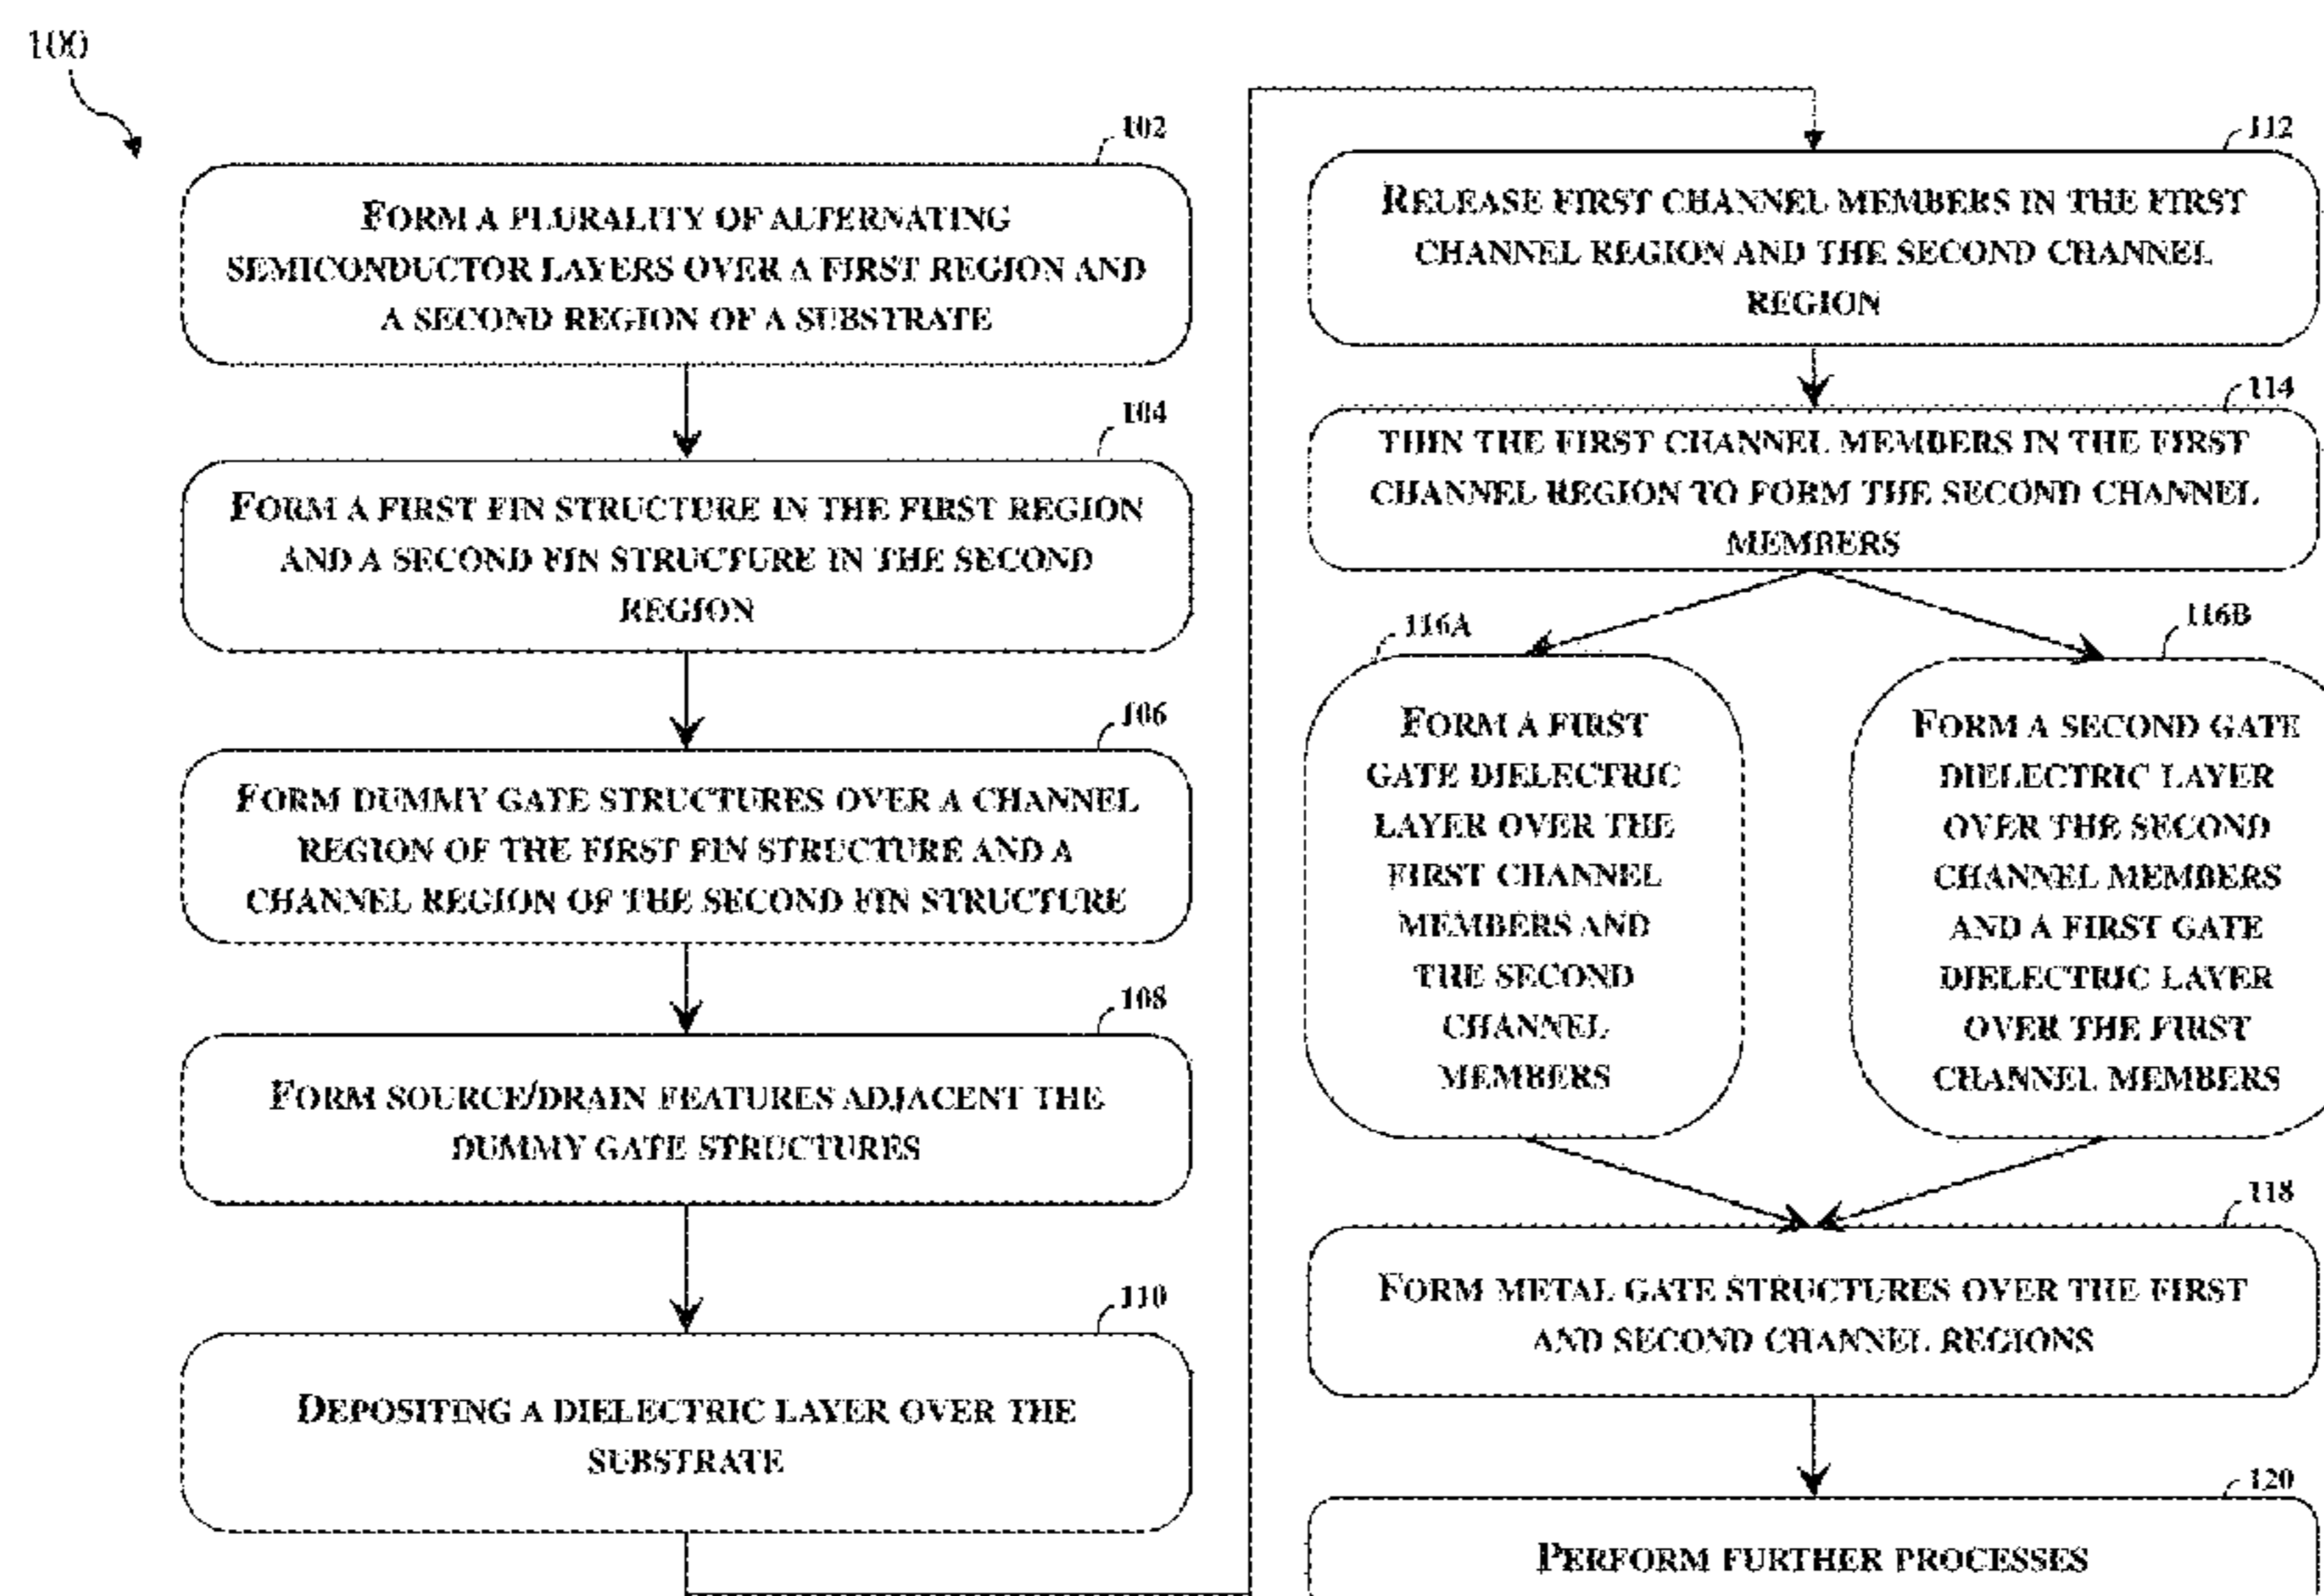 100
102
FORM A PLURALITY OF ALTERNATING
SEMICONDUCTOR LAYERS OVER A FIRST REGION AND
A SECOND REGION OF A SUBSTRATE
104
FORM A FIRST FIN STRUCTURE IN THE FIRST REGION
AND A SECOND FIN STRUCTURE IN THE SECOND
REGION
106
FORM DUMMY GATE STRUCTURES OVER A CHANNEL
REGION OF THE FIRST FIN STRUCTURE AND A
CHANNEL REGION OF THE SECOND FIN STRUCTURE
108
FORM SOURCE/DRAIN FEATURES ADJACENT THE
DUMMY GATE STRUCTURES
110
DEPOSITING A DIELECTRIC LAYER OVER THE
SUBSTRATE
112
RELEASE FIRST CHANNEL MEMBERS IN THE FIRST
CHANNEL REGION AND THE SECOND CHANNEL
REGION
114
THIN THE FIRST CHANNEL MEMBERS IN THE FIRST
CHANNEL REGION TO FORM THE SECOND CHANNEL
MEMBERS
116A
FORM A FIRST
GATE DIELECTRIC
LAYER OVER THE
FIRST CHANNEL
MEMBERS AND
THE SECOND
CHANNEL
MEMBERS
116B
FORM A SECOND GATE
DIELECTRIC LAYER
OVER THE SECOND
CHANNEL MEMBERS
AND A FIRST GATE
DIELECTRIC LAYER
OVER THE FIRST
CHANNEL MEMBERS
118
FORM METAL GATE STRUCTURES OVER THE FIRST
AND SECOND CHANNEL REGIONS
120
PERFORM FURTHER PROCESSES